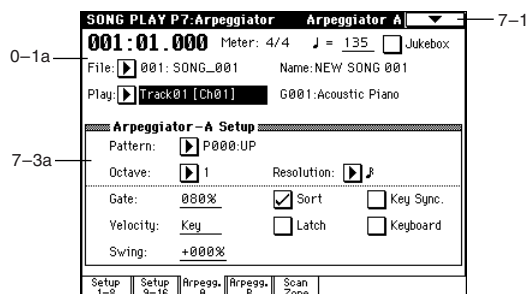 SONG PLAY P7:Arpeggiator Arpeggiator A
7–1
001:01.000 Meter: 4/4 ♩ = 135 Jukebox
0–1a
File: 001: SONG_001 Name:NEW SONG 001
Play: Track01 [Ch01] G001:Acoustic Piano
Arpeggiator-A Setup
Pattern: P000:UP
7–3a
Octave: 1 Resolution: ♪
Gate: 080% Sort Key Sync.
Velocity: Key Latch Keyboard
Swing: +000%
Setup 1-8 Setup 9-16 Arpegg. A Arpegg. B Scan Zone